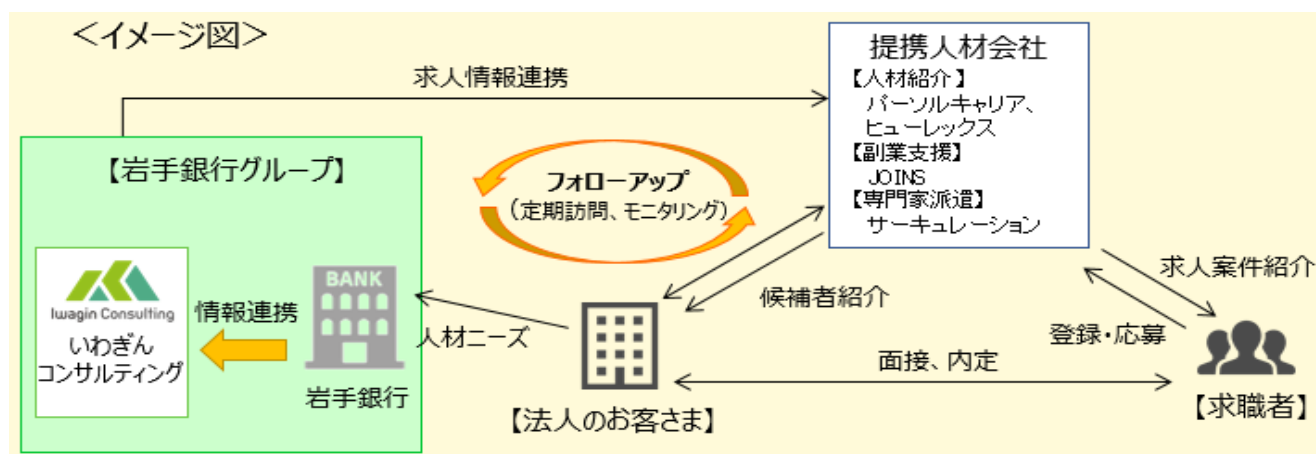 ＜イメージ図＞
求人情報連携
提携人材会社
【人材紹介】
パーソルキャリア、
ヒューレックス
【副業支援】
JOINS
【専門家派遣】
サーキュレーション
【岩手銀行グループ】
フォローアップ
（定期訪問、モニタリング）
Iwagin Consulting
いわぎん
コンサルティング
情報連携
BANK
岩手銀行
人材ニーズ
候補者紹介
求人案件紹介
登録・応募
面接、内定
【法人のお客さま】
【求職者】